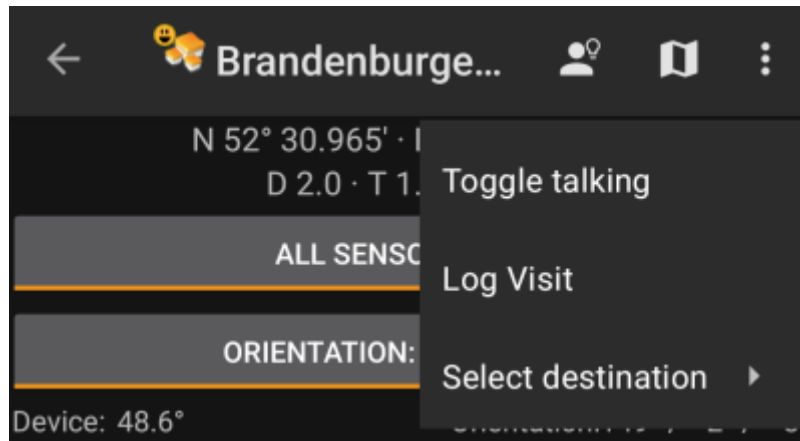 Brandenburge...
N 52° 30.965' ·
D 2.0 · T 1.
Toggle talking
ALL SENSO
Log Visit
ORIENTATION:
Select destination
Device: 48.6°